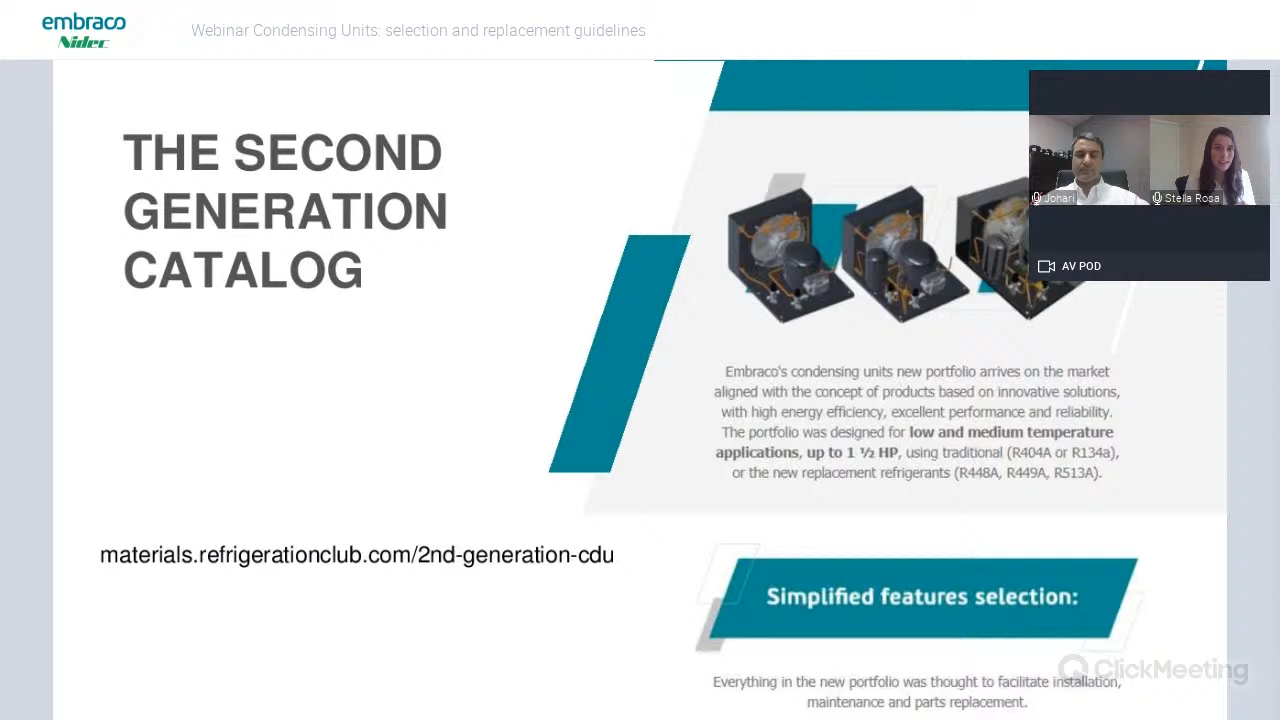 embraco
Nidec
Webinar Condensing Units: selection and replacement guidelines
THE SECOND
GENERATION
CATALOG
Johari
Stella Rosa
AV POD
Embraco's condensing units new portfolio arrives on the market
aligned with the concept of products based on innovative solutions,
with high energy efficiency, excellent performance and reliability.
The portfolio was designed for low and medium temperature
applications, up to 1 ½ HP, using traditional (R404A or R134a),
or the new replacement refrigerants (R448A, R449A, R513A).
materials.refrigerationclub.com/2nd-generation-cdu
Simplified features selection:
ClickMeeting
Everything in the new portfolio was thought to facilitate installation,
maintenance and parts replacement.